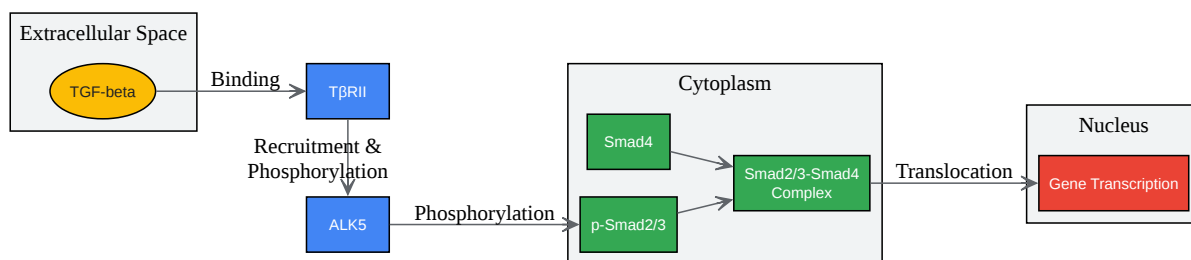 Extracellular Space
TGF-beta
Binding
TβRII
Recruitment &
Phosphorylation
ALK5
Phosphorylation
Cytoplasm
Smad4
p-Smad2/3
Smad2/3-Smad4
Complex
Translocation
Nucleus
Gene Transcription